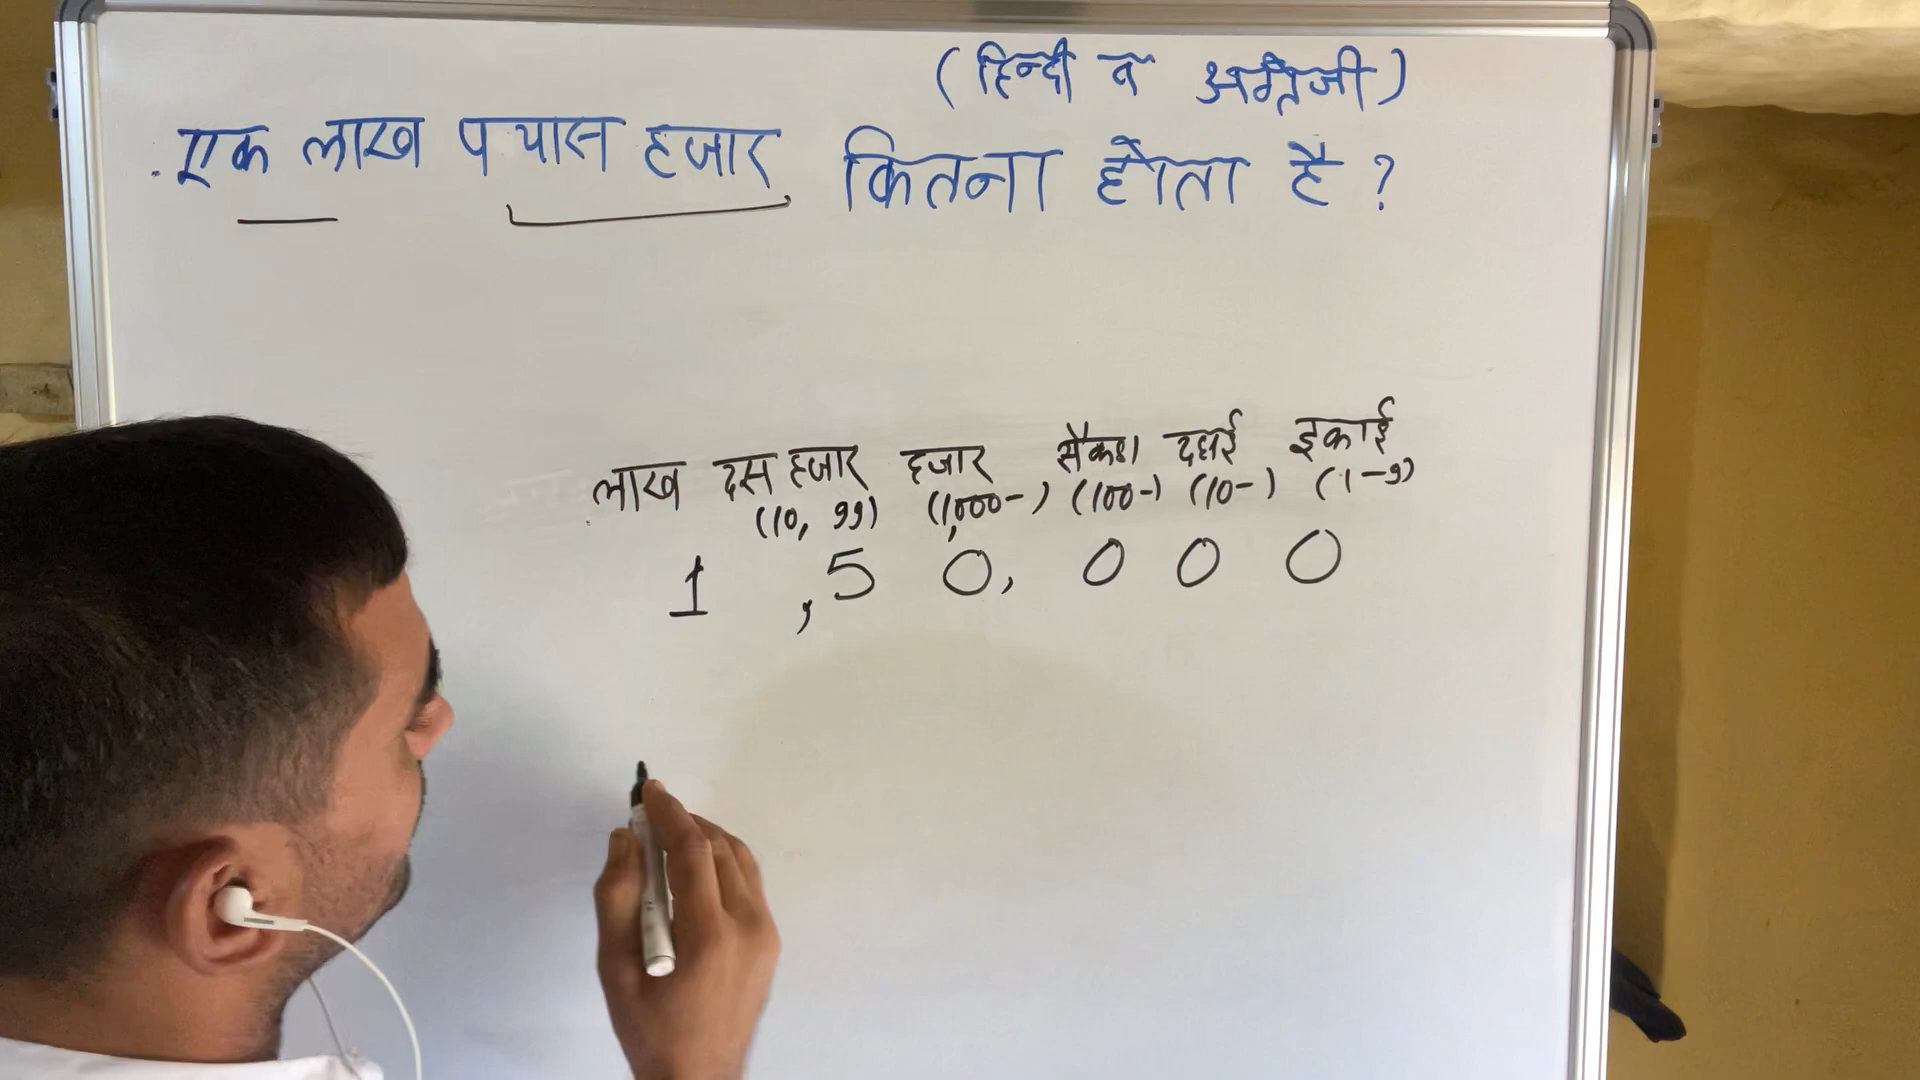 (हिन्दी व अंग्रेजी)
एक लाख पचास हजार कितना होता है?
लाख दस हजार हजार सैकड़ा दहाई इकाई
(10, 99) (1,000-) (100-) (10-) (1-9)
1 ,5 0, 0 0 0